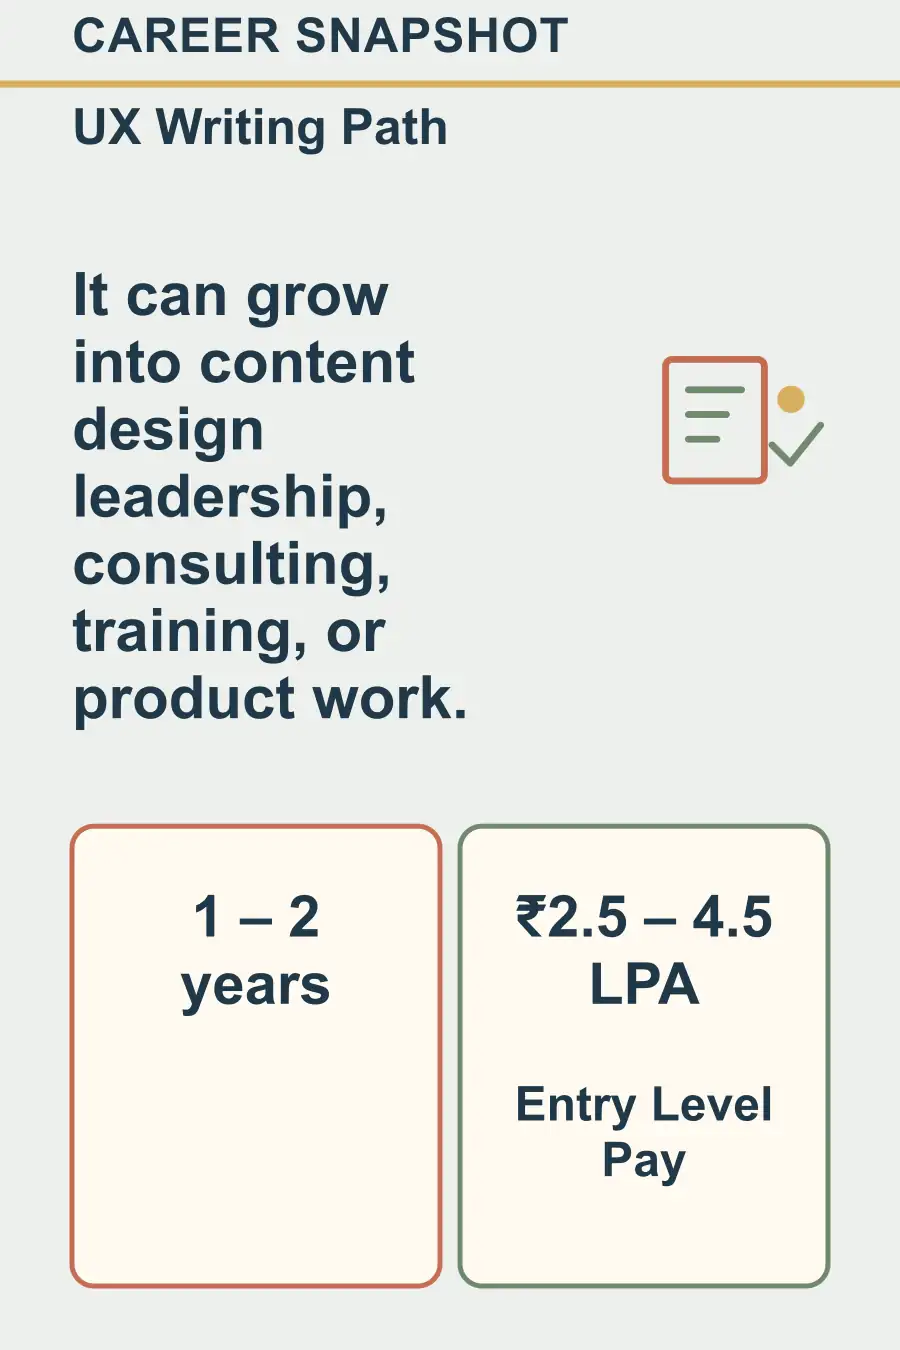 CAREER SNAPSHOT
UX Writing Path
It can grow
into content
design
leadership,
consulting,
training, or
product work.
1 – 2
years
₹2.5 – 4.5
LPA
Entry Level
Pay